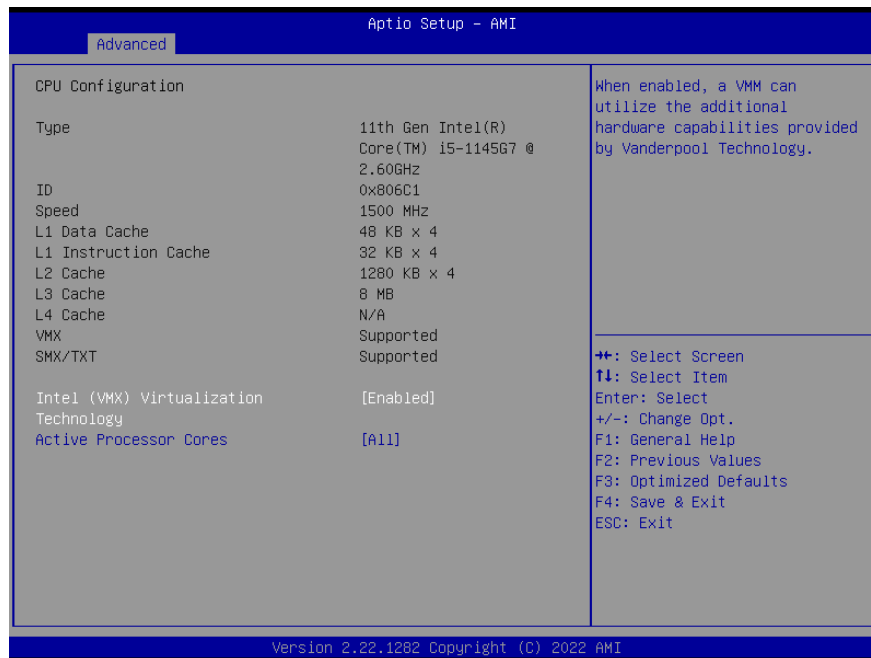 Aptio Setup – AMI
Advanced
CPU Configuration
Type 11th Gen Intel(R)
Core(TM) i5-1145G7 @
2.60GHz
ID 0x806C1
Speed 1500 MHz
L1 Data Cache 48 KB x 4
L1 Instruction Cache 32 KB x 4
L2 Cache 1280 KB x 4
L3 Cache 8 MB
L4 Cache N/A
VMX Supported
SMX/TXT Supported
Intel (VMX) Virtualization [Enabled]
Technology
Active Processor Cores [All]
When enabled, a VMM can
utilize the additional
hardware capabilities provided
by Vanderpool Technology.
→←: Select Screen
↑↓: Select Item
Enter: Select
+/-: Change Opt.
F1: General Help
F2: Previous Values
F3: Optimized Defaults
F4: Save & Exit
ESC: Exit
Version 2.22.1282 Copyright (C) 2022 AMI